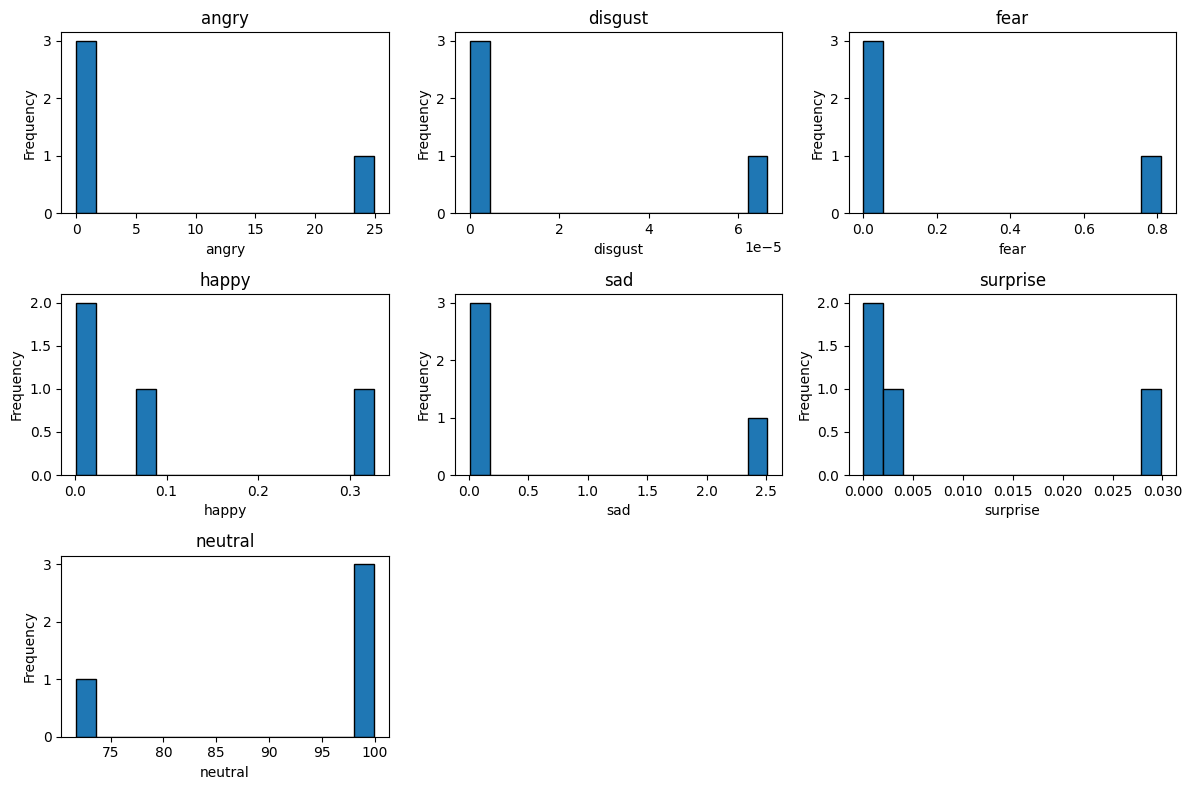 angry
3
2
1
0
Frequency
0 5 10 15 20 25
angry
disgust
3
2
1
0
Frequency
0 2 4 6
1e−5
disgust
fear
3
2
1
0
Frequency
0.0 0.2 0.4 0.6 0.8
fear
happy
2.0
1.5
1.0
0.5
0.0
Frequency
0.0 0.1 0.2 0.3
happy
sad
3
2
1
0
Frequency
0.0 0.5 1.0 1.5 2.0 2.5
sad
surprise
2.0
1.5
1.0
0.5
0.0
Frequency
0.000 0.005 0.010 0.015 0.020 0.025 0.030
surprise
neutral
3
2
1
0
Frequency
75 80 85 90 95 100
neutral